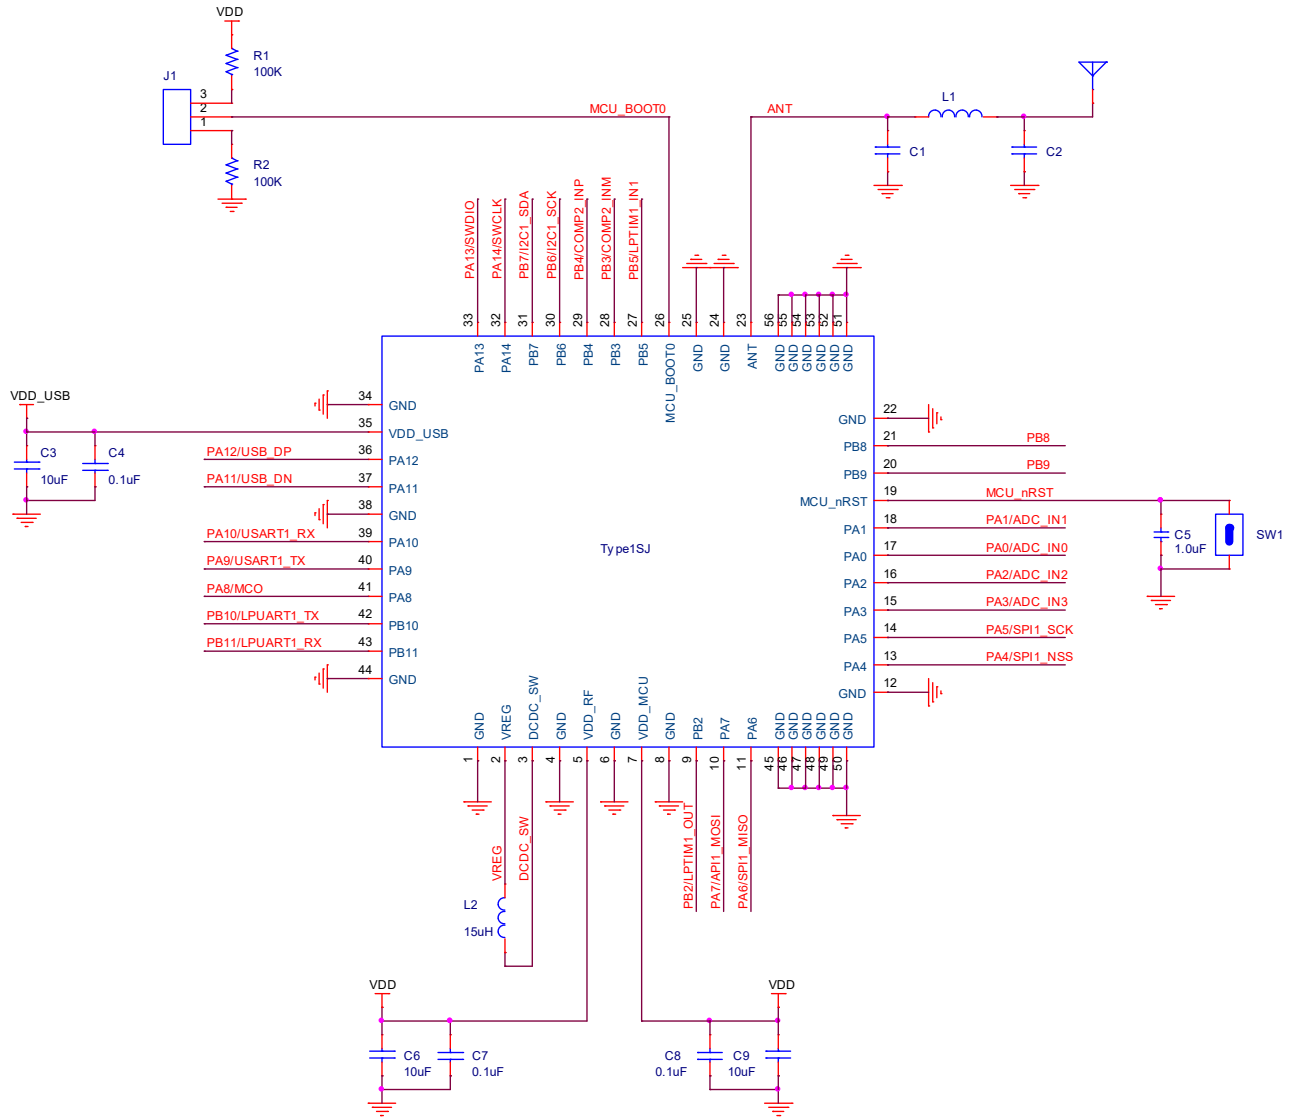 VDD
R1
100K
J1
3
2
1
MCU_BOOT0
R2
100K
ANT
L1
C1
C2
PA13/SWDIO
PA14/SWCLK
PB7/I2C1_SDA
PB6/I2C1_SCK
PB4/COMP2_INP
PB3/COMP2_INM
PB5/LPTIM1_IN1
33
32
31
30
29
28
27
26
25
24
23
56
55
54
53
52
51
PA13
PA14
PB7
PB6
PB4
PB3
PB5
MCU_BOOT0
GND
GND
ANT
GND
GND
GND
GND
GND
GND
VDD_USB
C3
10uF
C4
0.1uF
34
GND
35
VDD_USB
PA12/USB_DP
36
PA12
PA11/USB_DN
37
PA11
38
GND
PA10/USART1_RX
39
PA10
PA9/USART1_TX
40
PA9
PA8/MCO
41
PA8
PB10/LPUART1_TX
42
PB10
PB11/LPUART1_RX
43
PB11
44
GND
Type1SJ
GND
22
PB8
21
PB8
PB9
20
PB9
MCU_nRST
19
MCU_nRST
PA1
18
PA1/ADC_IN1
PA0
17
PA0/ADC_IN0
PA2
16
PA2/ADC_IN2
PA3
15
PA3/ADC_IN3
PA5
14
PA5/SPI1_SCK
PA4
13
PA4/SPI1_NSS
GND
12
C5
1.0uF
SW1
GND
VREG
DCDC_SW
GND
VDD_RF
GND
VDD_MCU
GND
PB2
PA7
PA6
GND
GND
GND
GND
GND
GND
1
2
3
4
5
6
7
8
9
10
11
45
46
47
48
49
50
VREG
DCDC_SW
PB2/LPTIM1_OUT
PA7/API1_MOSI
PA6/SPI1_MISO
L2
15uH
VDD
C6
10uF
C7
0.1uF
VDD
C8
0.1uF
C9
10uF